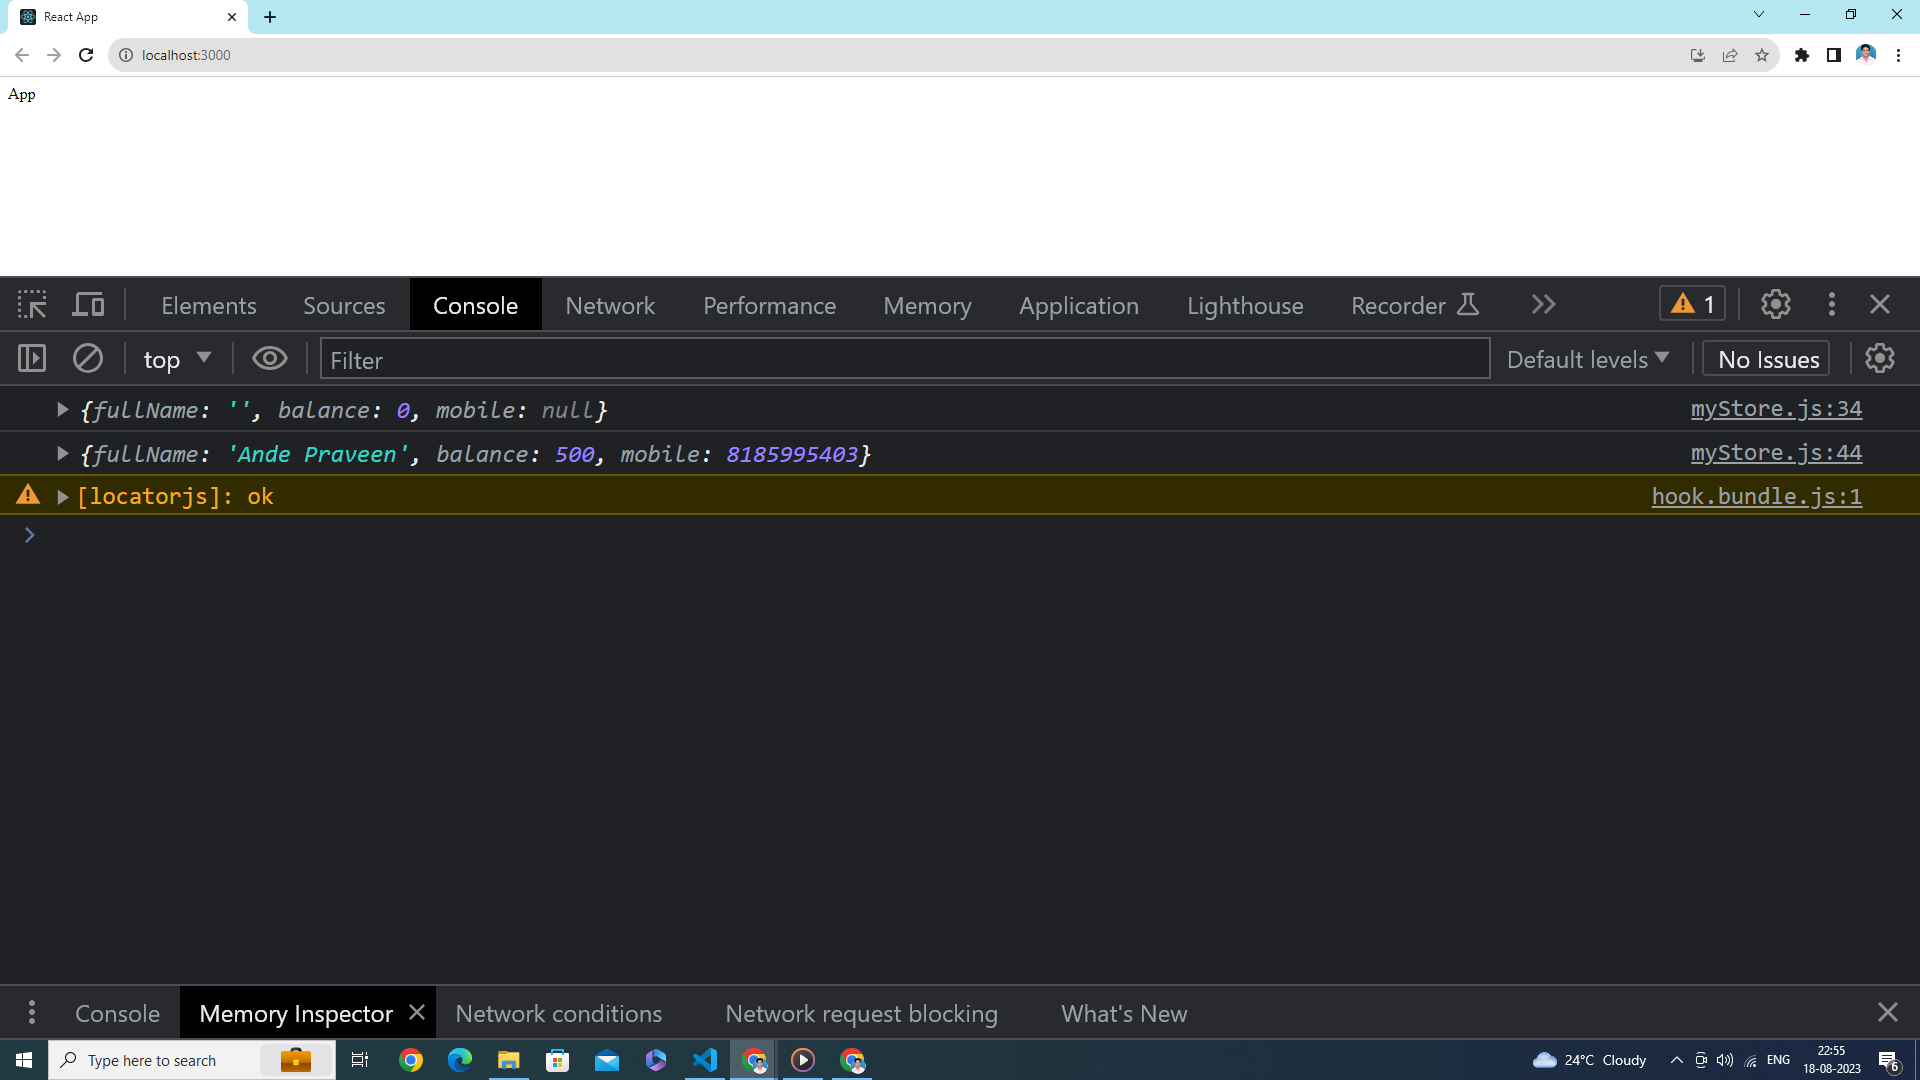 React App
localhost:3000
App
Elements Sources Console Network Performance Memory Application Lighthouse Recorder 1
top Filter Default levels No Issues
{fullName: '', balance: 0, mobile: null} myStore.js:34
{fullName: 'Ande Praveen', balance: 500, mobile: 8185995403} myStore.js:44
[locatorjs]: ok hook.bundle.js:1
Console Memory Inspector Network conditions Network request blocking What's New
Type here to search 24°C Cloudy ENG 22:55
18-08-2023 6